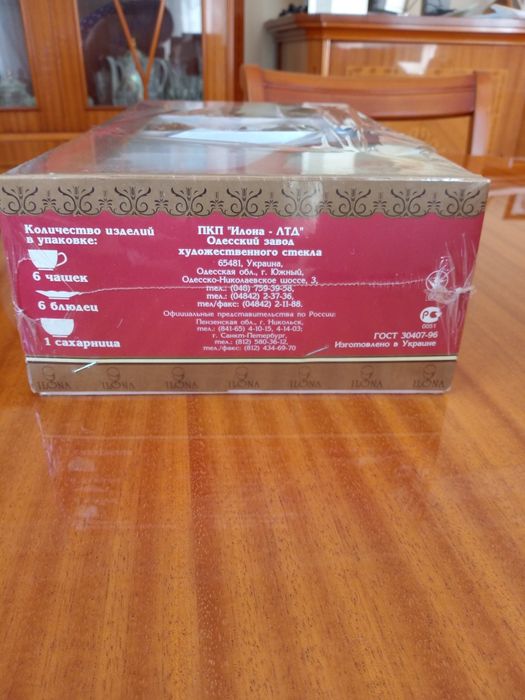 Количество изделий
в упаковке:
6 чашек
6 блюдец
1 сахарница
ПКП "Илона - ЛТД"
Одесский завод
художественного стекла
65481, Украина,
Одесская обл., г. Южный,
Одесско-Николаевское шоссе, 3,
тел.: (048) 759-39-58,
тел.: (04842) 2-37-36,
тел/факс: (04842) 2-11-88.
Официальные представительства по России:
Пензенская обл., г. Никольск,
тел.: (841-65) 4-10-15, 4-14-03;
г. Санкт-Петербург,
тел.: (812) 580-36-12,
тел./факс: (812) 434-69-70
РС
0051
ГОСТ 30407-96
Изготовлено в Украине
ILONA ILONA ILONA ILONA ILONA